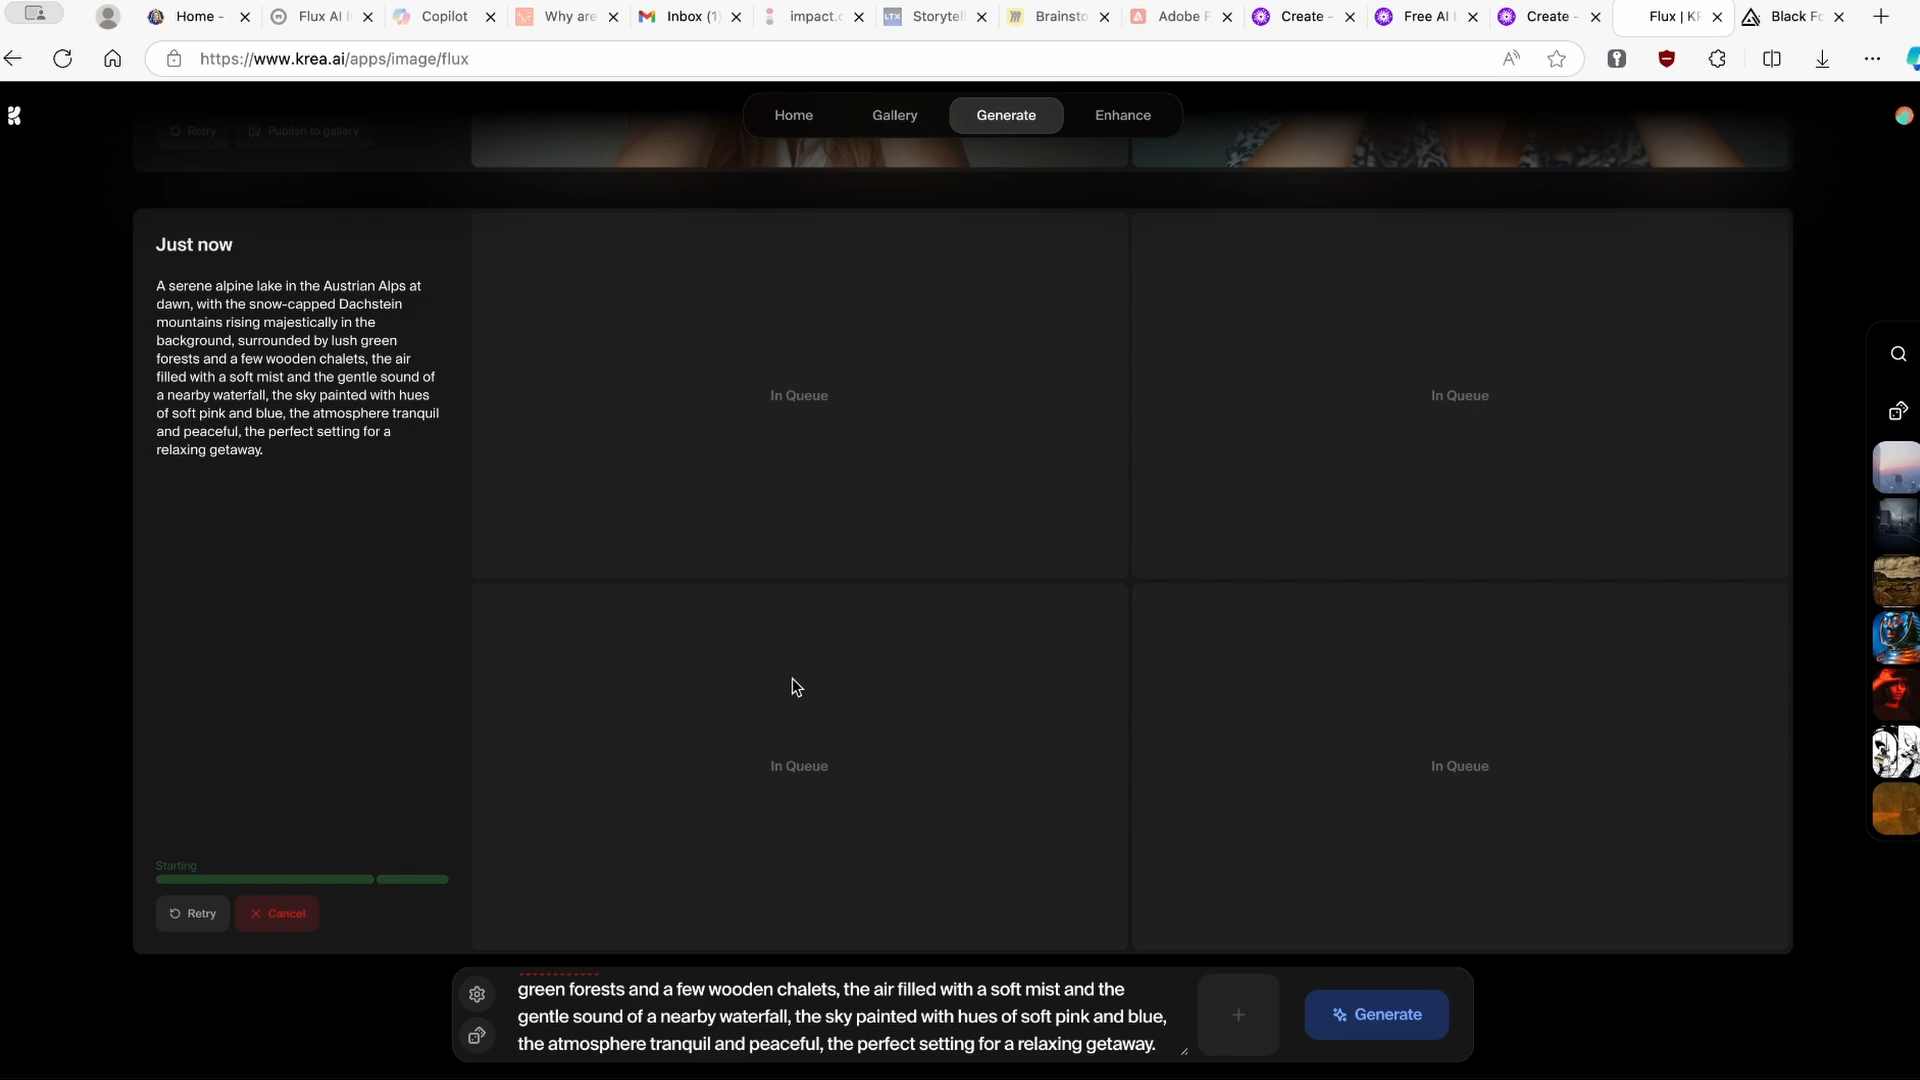 Home -
Flux AI I
Copilot
Why are
Inbox (1)
impact.c
LTX
Storytell
Brainsto
Adobe F
Create -
Free AI I
Create -
Flux | KR
Black Fo
https://www.krea.ai/apps/image/flux
Home
Gallery
Generate
Enhance
Retry
Publish to gallery
Just now
A serene alpine lake in the Austrian Alps at
dawn, with the snow-capped Dachstein
mountains rising majestically in the
background, surrounded by lush green
forests and a few wooden chalets, the air
filled with a soft mist and the gentle sound of
a nearby waterfall, the sky painted with hues
of soft pink and blue, the atmosphere tranquil
and peaceful, the perfect setting for a
relaxing getaway.
In Queue
In Queue
In Queue
In Queue
Starting
Retry
Cancel
green forests and a few wooden chalets, the air filled with a soft mist and the
gentle sound of a nearby waterfall, the sky painted with hues of soft pink and blue,
the atmosphere tranquil and peaceful, the perfect setting for a relaxing getaway.
Generate